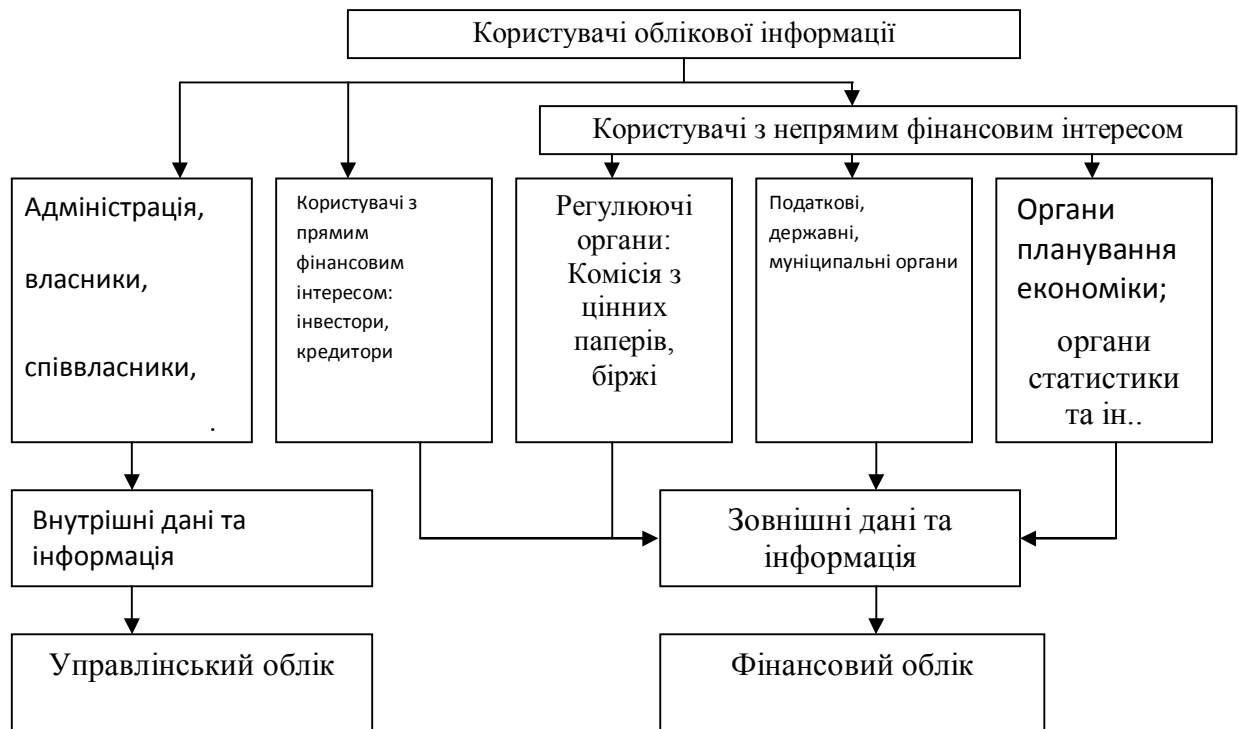 Користувачі облікової інформації
Користувачі з непрямим фінансовим інтересом
Адміністрація,
власники,
співвласники,
.
Користувачі з
прямим
фінансовим
інтересом:
інвестори,
кредитори
Регулюючі
органи:
Комісія з
цінних
паперів,
біржі
Податкові,
державні,
муніципальні органи
Органи
планування
економіки;
органи
статистики
та ін..
Внутрішні дані та
інформація
Зовнішні дані та
інформація
Управлінський облік
Фінансовий облік